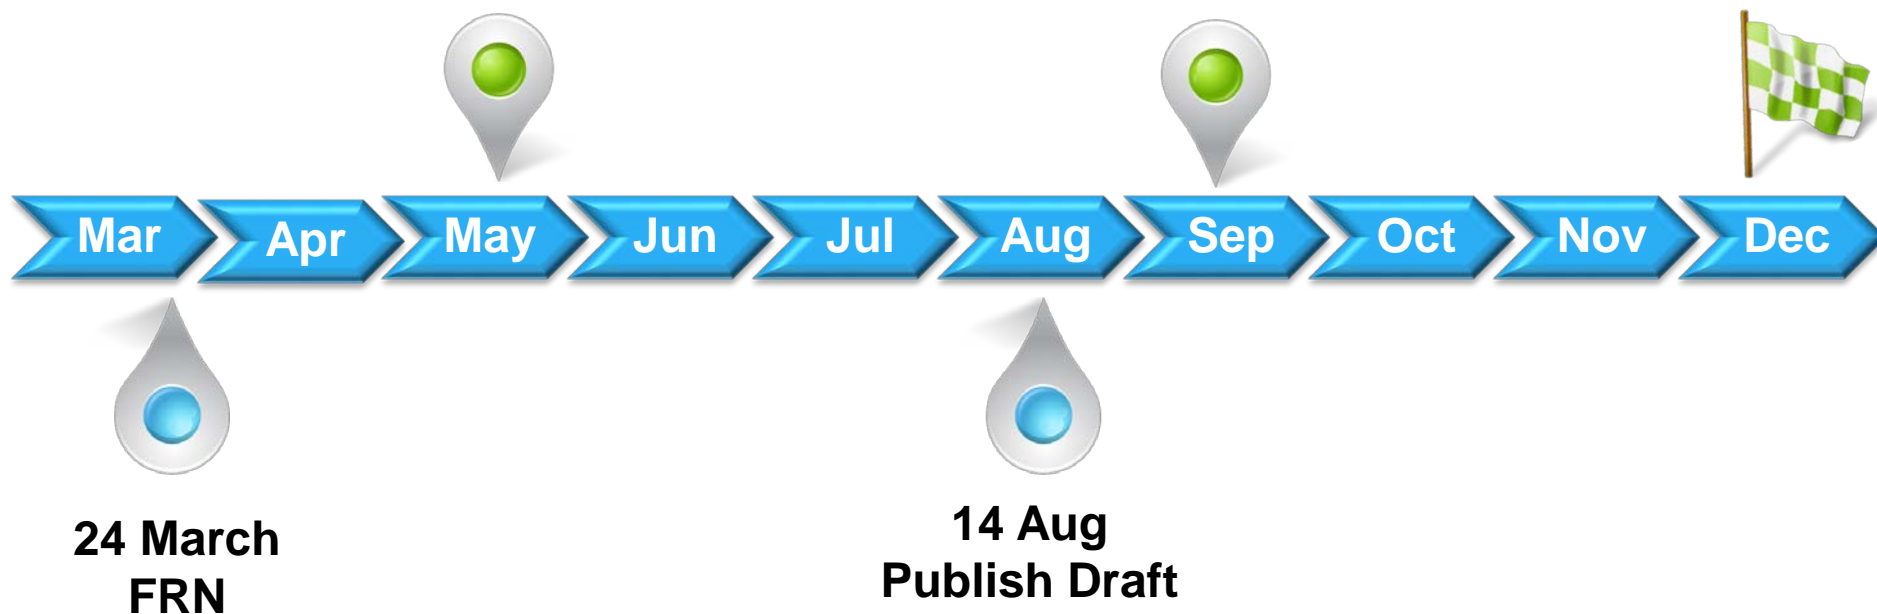 Mar Apr May Jun Jul Aug Sep Oct Nov Dec
24 March
FRN
14 Aug
Publish Draft